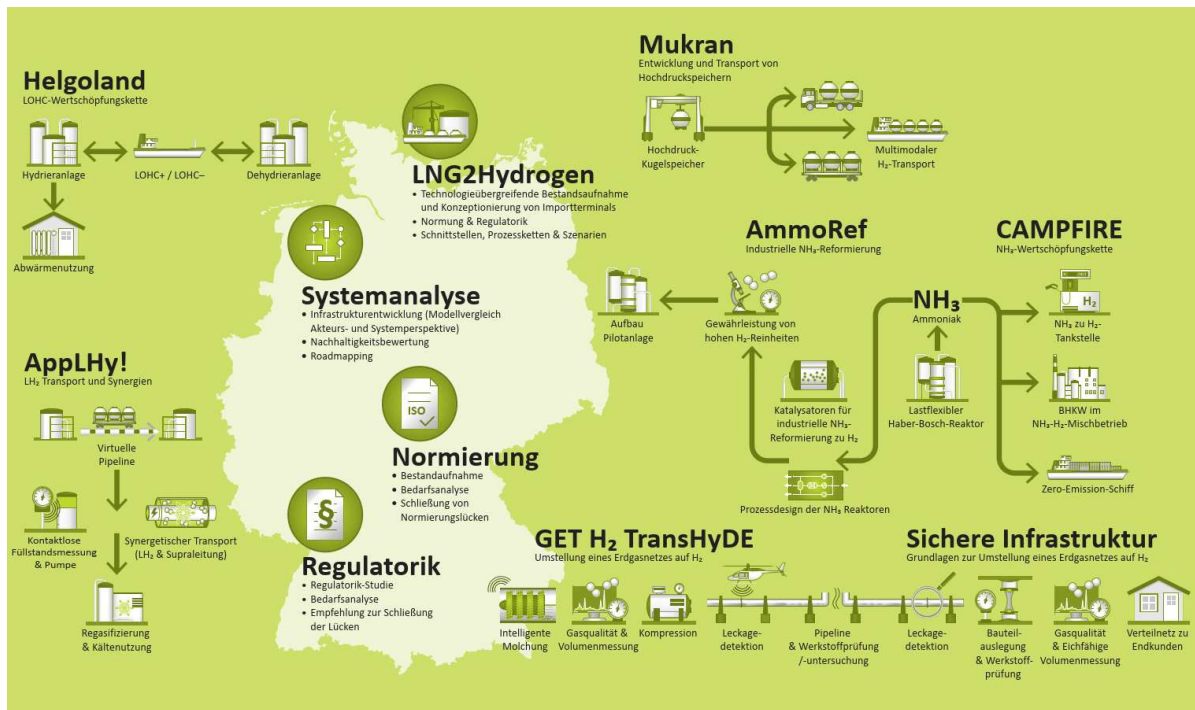 Helgoland
LOHC-Wertschöpfungskette
Hydrieranlage
LOHC+ / LOHC–
Dehydrieranlage
Abwärmenutzung
LNG2Hydrogen
• Technologieübergreifende Bestandsaufnahme
und Konzeptionierung von Importterminals
• Normung & Regulatorik
• Schnittstellen, Prozessketten & Szenarien
Mukran
Entwicklung und Transport von
Hochdruckspeichern
Hochdruck-
Kugelspeicher
Multimodaler
H₂-Transport
Systemanalyse
• Infrastrukturentwicklung (Modellvergleich
Akteurs- und Systemperspektive)
• Nachhaltigkeitsbewertung
• Roadmapping
AmmoRef
Industrielle NH₃-Reformierung
Aufbau
Pilotanlage
Gewährleistung von
hohen H₂-Reinheiten
Katalysatoren für
industrielle NH₃-
Reformierung zu H₂
Prozessdesign der NH₃ Reaktoren
CAMPFIRE
NH₃-Wertschöpfungskette
NH₃
Ammoniak
Lastflexibler
Haber-Bosch-Reaktor
H₂
NH₃ zu H₂-
Tankstelle
BHKW im
NH₃-H₂-Mischbetrieb
Zero-Emission-Schiff
AppLHy!
LH₂ Transport und Synergien
Virtuelle
Pipeline
Kontaktlose
Füllstandsmessung
& Pumpe
Synergetischer Transport
(LH₂ & Supraleitung)
Regasifizierung
& Kältenutzung
ISO
Normierung
• Bestandaufnahme
• Bedarfsanalyse
• Schließung von
Normierungslücken
§
Regulatorik
• Regulatorik-Studie
• Bedarfsanalyse
• Empfehlung zur Schließung
der Lücken
GET H₂ TransHyDE
Umstellung eines Erdgasnetzes auf H₂
Intelligente
Molchung
Gasqualität &
Volumenmessung
Kompression
Leckage-
detektion
Pipeline
& Werkstoffprüfung
/-untersuchung
Sichere Infrastruktur
Grundlagen zur Umstellung eines Erdgasnetzes auf H₂
Leckage-
detektion
Bauteil-
auslegung
& Werkstoff-
prüfung
Gasqualität
& Eichfähige
Volumenmessung
Verteilnetz zu
Endkunden